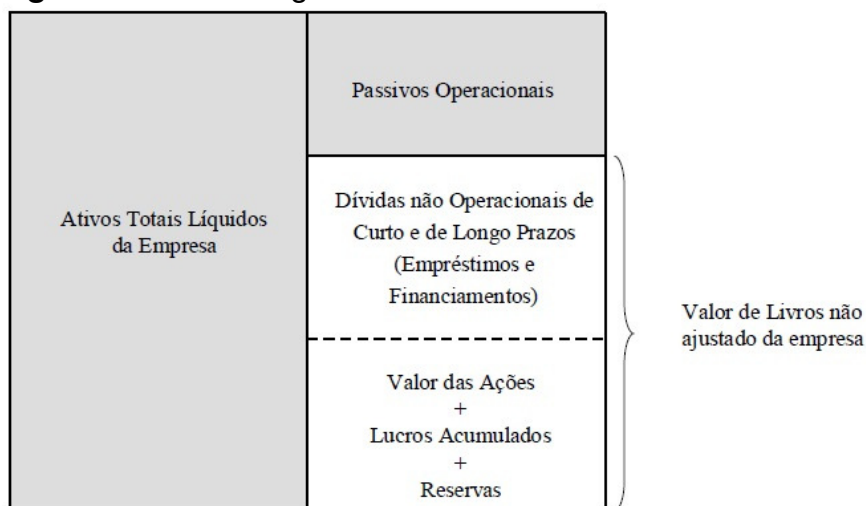 Passivos Operacionais
Ativos Totais Líquidos
da Empresa
Dívidas não Operacionais de
Curto e de Longo Prazos
(Empréstimos e
Financiamentos)
Valor das Ações
+
Lucros Acumulados
+
Reservas
Valor de Livros não
ajustado da empresa